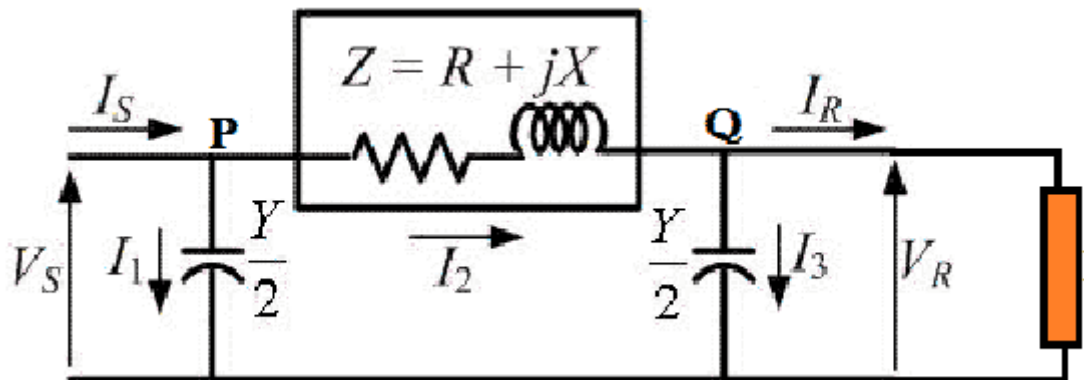 Z = R + jX
I_S
P
Q
I_R
V_S
I_1
Y/2
I_2
Y/2
I_3
V_R